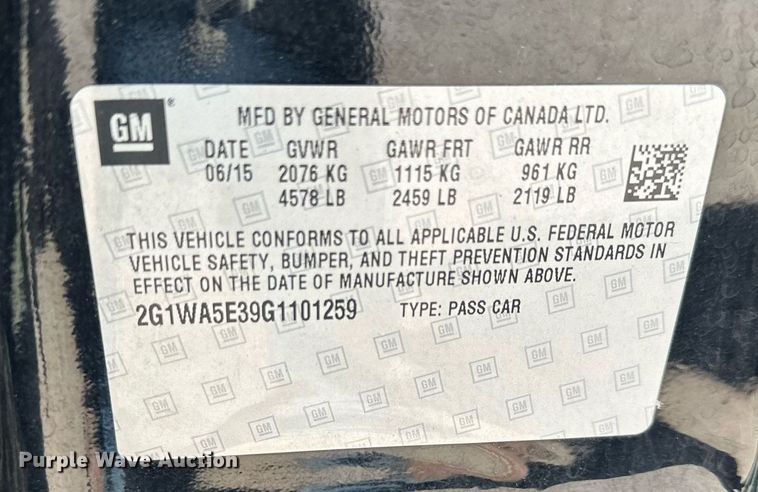 GM® MFD BY GENERAL MOTORS OF CANADA LTD.
DATE GVWR GAWR FRT GAWR RR
06/15 2076 KG 1115 KG 961 KG
4578 LB 2459 LB 2119 LB
THIS VEHICLE CONFORMS TO ALL APPLICABLE U.S. FEDERAL MOTOR
VEHICLE SAFETY, BUMPER, AND THEFT PREVENTION STANDARDS IN
EFFECT ON THE DATE OF MANUFACTURE SHOWN ABOVE.
2G1WA5E39G1101259 TYPE: PASS CAR
Purple Wave Auction